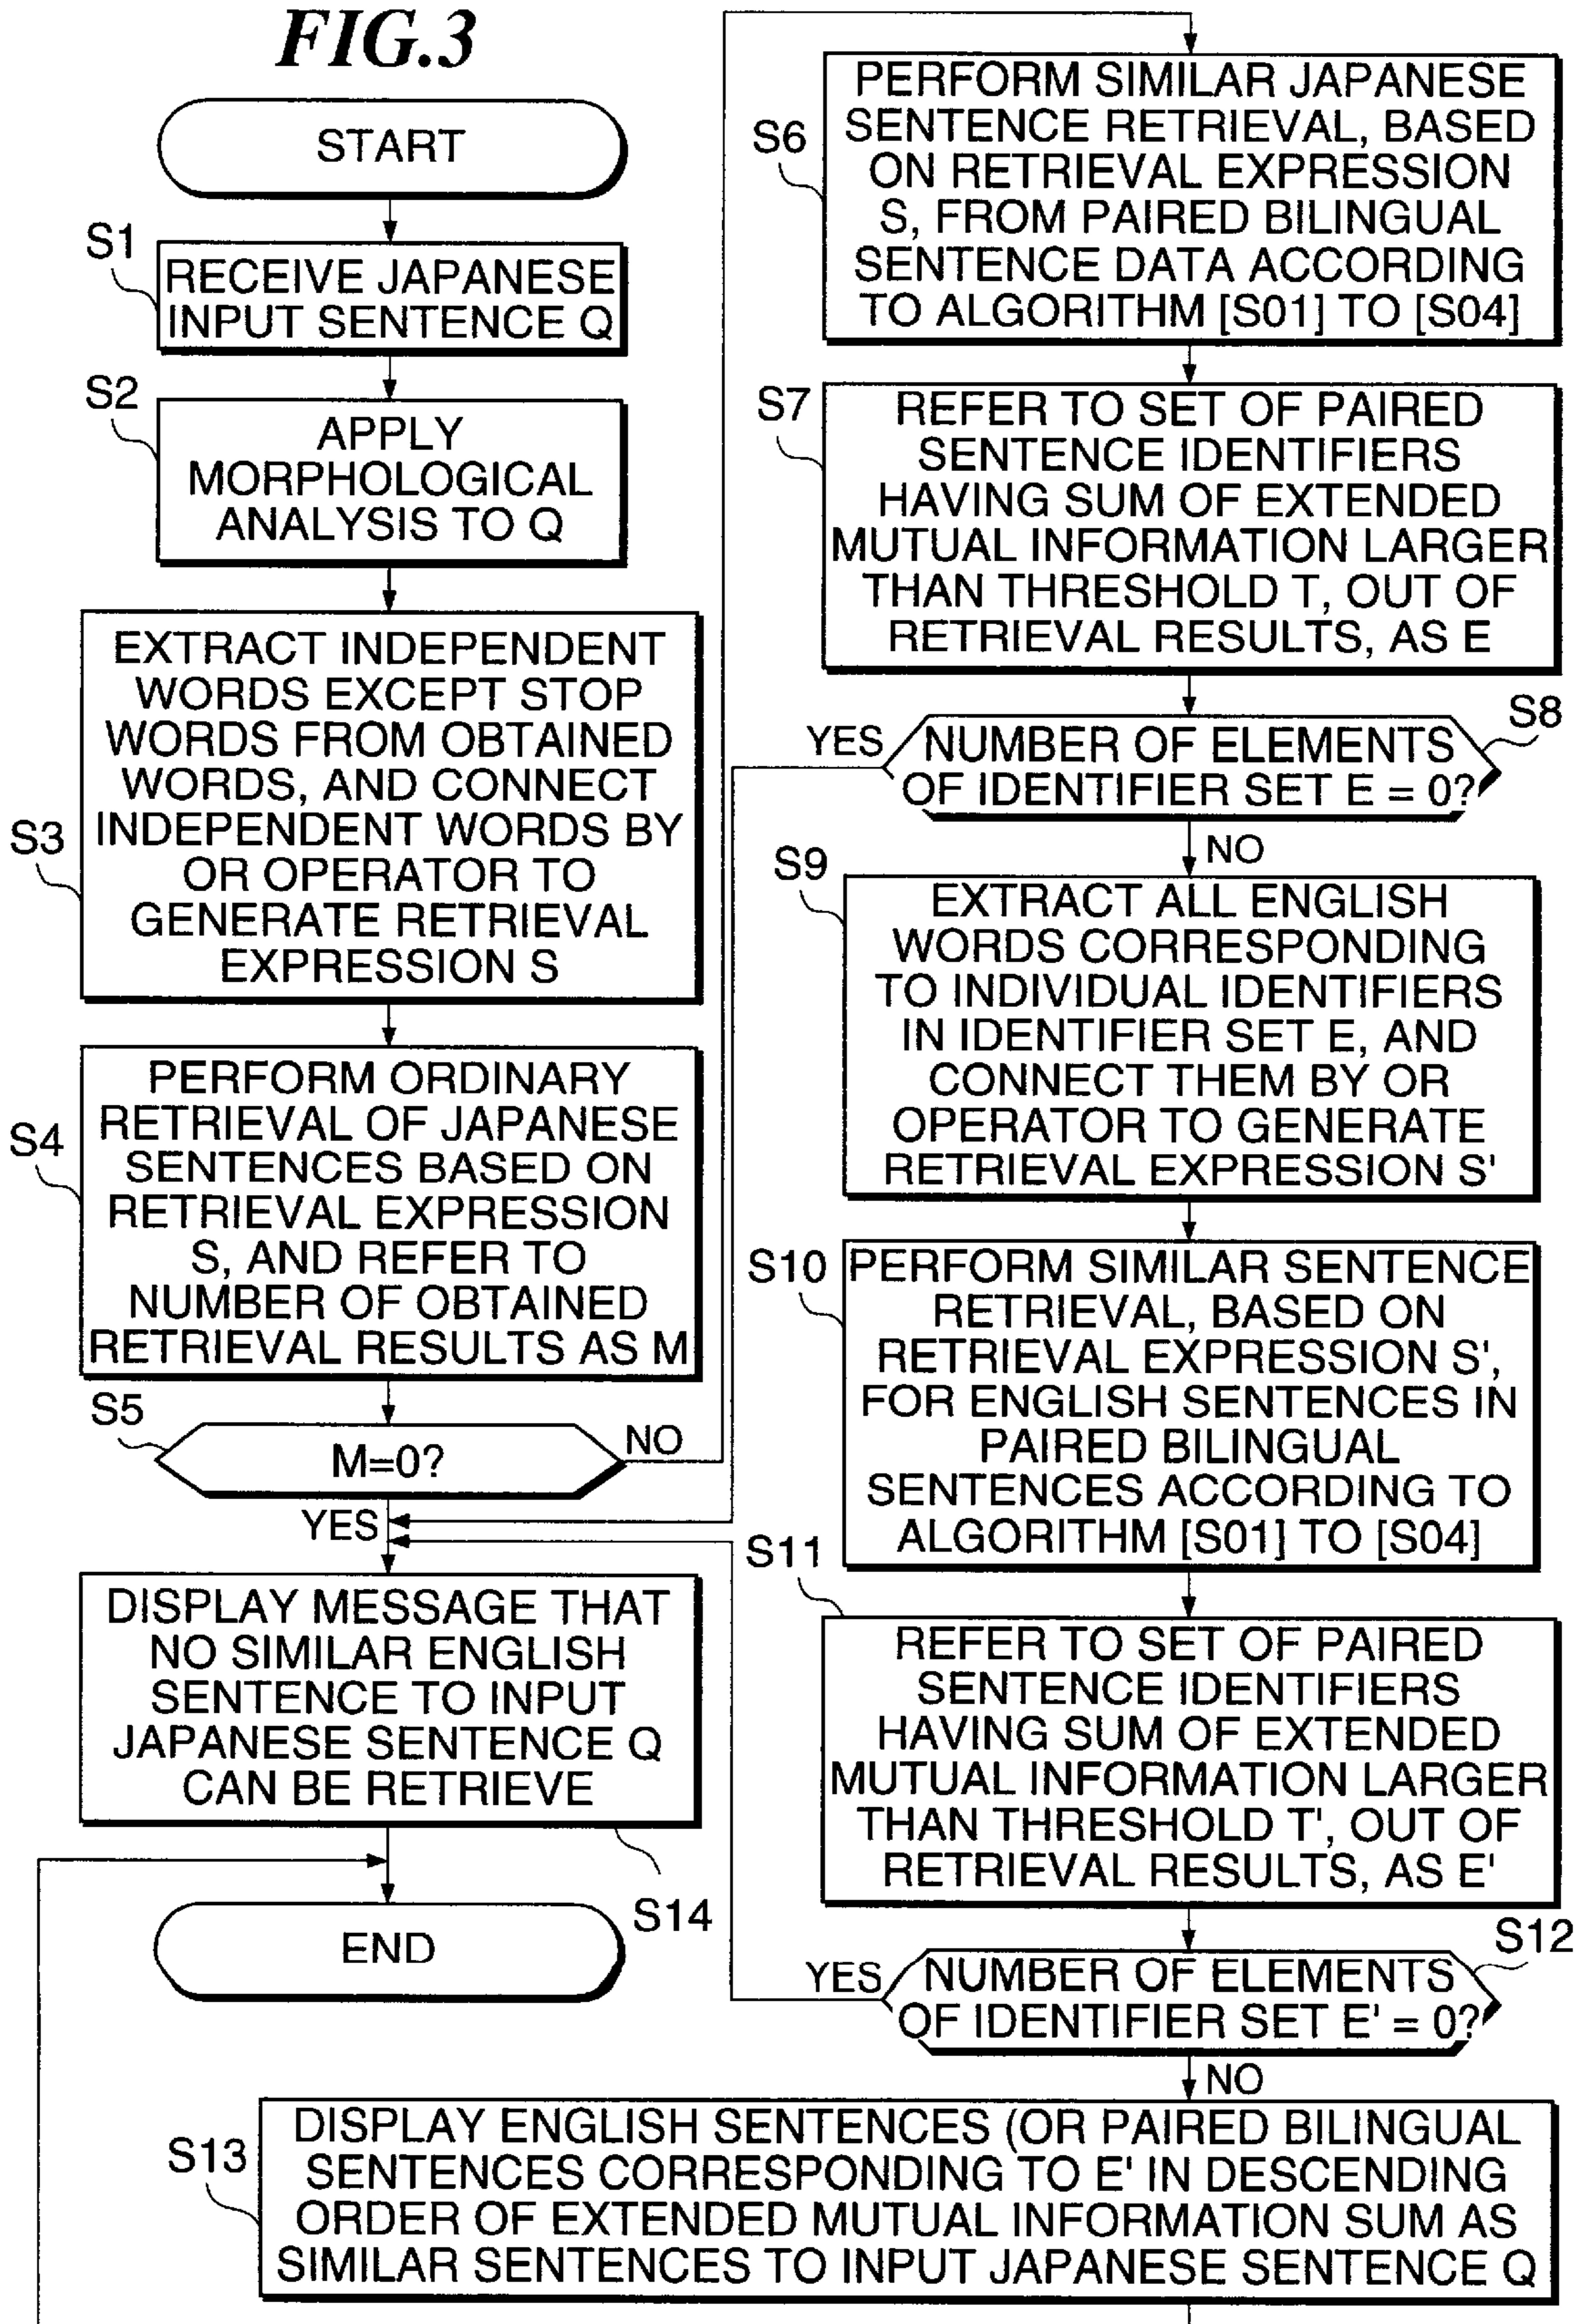 FIG.3
START
S1
RECEIVE JAPANESE
INPUT SENTENCE Q
S2
APPLY
MORPHOLOGICAL
ANALYSIS TO Q
S3
EXTRACT INDEPENDENT
WORDS EXCEPT STOP
WORDS FROM OBTAINED
WORDS, AND CONNECT
INDEPENDENT WORDS BY
OR OPERATOR TO
GENERATE RETRIEVAL
EXPRESSION S
S4
PERFORM ORDINARY
RETRIEVAL OF JAPANESE
SENTENCES BASED ON
RETRIEVAL EXPRESSION
S, AND REFER TO
NUMBER OF OBTAINED
RETRIEVAL RESULTS AS M
S5
M=0?
NO
YES
DISPLAY MESSAGE THAT
NO SIMILAR ENGLISH
SENTENCE TO INPUT
JAPANESE SENTENCE Q
CAN BE RETRIEVE
S14
END
S6
PERFORM SIMILAR JAPANESE
SENTENCE RETRIEVAL, BASED
ON RETRIEVAL EXPRESSION
S, FROM PAIRED BILINGUAL
SENTENCE DATA ACCORDING
TO ALGORITHM [S01] TO [S04]
S7
REFER TO SET OF PAIRED
SENTENCE IDENTIFIERS
HAVING SUM OF EXTENDED
MUTUAL INFORMATION LARGER
THAN THRESHOLD T, OUT OF
RETRIEVAL RESULTS, AS E
S8
YES
NUMBER OF ELEMENTS
OF IDENTIFIER SET E = 0?
NO
S9
EXTRACT ALL ENGLISH
WORDS CORRESPONDING
TO INDIVIDUAL IDENTIFIERS
IN IDENTIFIER SET E, AND
CONNECT THEM BY OR
OPERATOR TO GENERATE
RETRIEVAL EXPRESSION S'
S10
PERFORM SIMILAR SENTENCE
RETRIEVAL, BASED ON
RETRIEVAL EXPRESSION S',
FOR ENGLISH SENTENCES IN
PAIRED BILINGUAL
SENTENCES ACCORDING TO
ALGORITHM [S01] TO [S04]
S11
REFER TO SET OF PAIRED
SENTENCE IDENTIFIERS
HAVING SUM OF EXTENDED
MUTUAL INFORMATION LARGER
THAN THRESHOLD T', OUT OF
RETRIEVAL RESULTS, AS E'
S12
YES
NUMBER OF ELEMENTS
OF IDENTIFIER SET E' = 0?
NO
S13
DISPLAY ENGLISH SENTENCES (OR PAIRED BILINGUAL
SENTENCES CORRESPONDING TO E' IN DESCENDING
ORDER OF EXTENDED MUTUAL INFORMATION SUM AS
SIMILAR SENTENCES TO INPUT JAPANESE SENTENCE Q